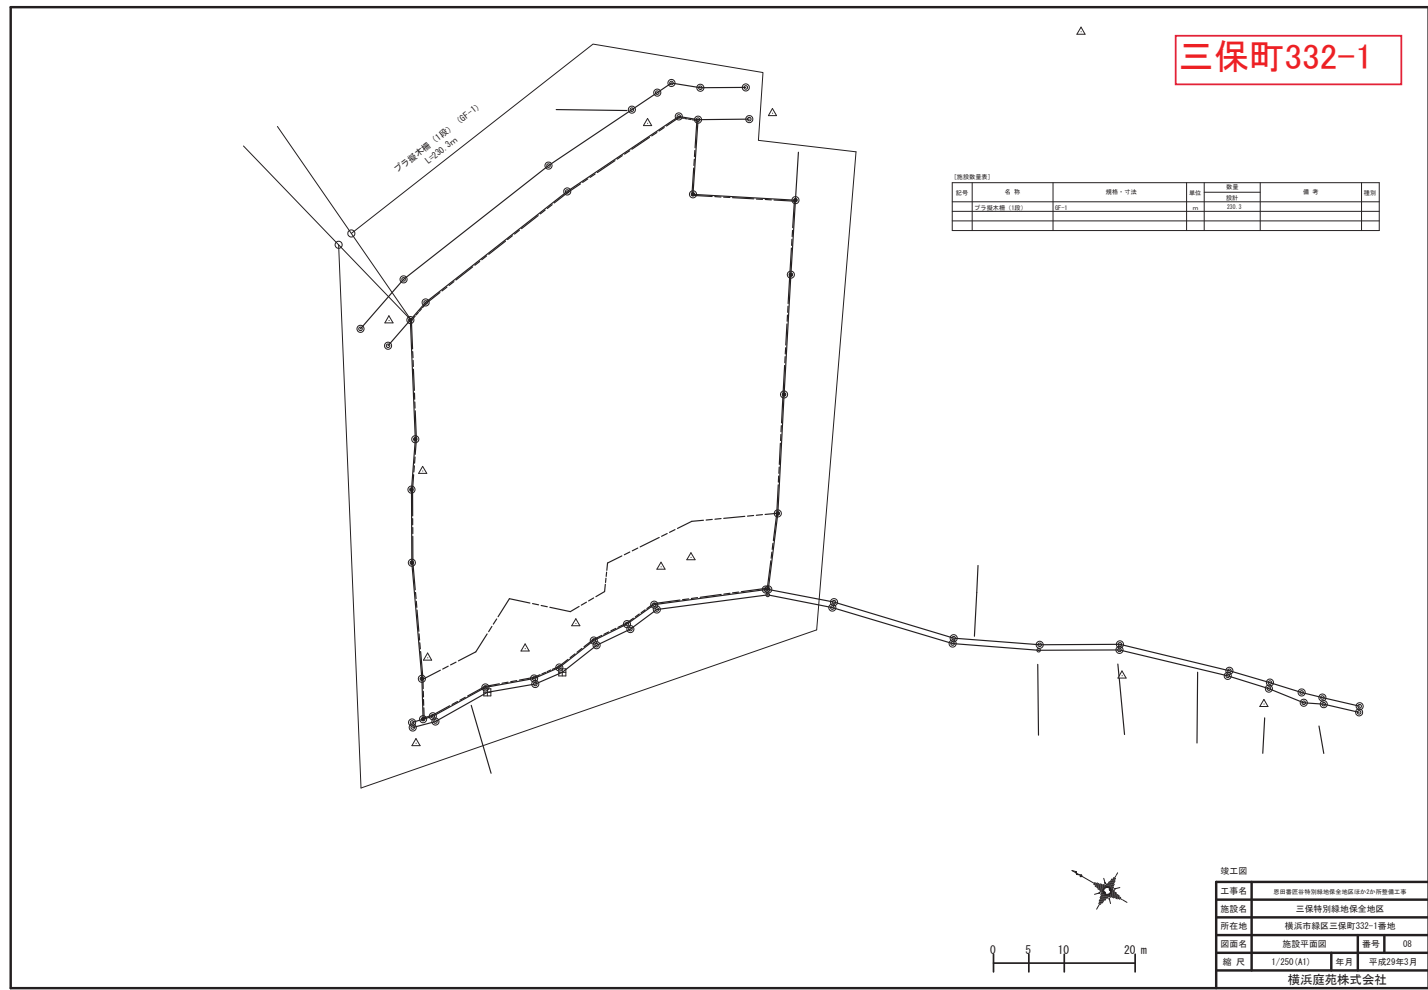 三保町332-1
プラ擬木柵（1段）（GF-1）
L=230.3m
［施設数量表］
記号 名 称 規格・寸法 単位 数量 備 考 種別
設計
プラ擬木柵（1段） GF-1 m 230.3
0 5 10 20 m
竣工図
工事名
施設名 三保特別緑地保全地区
所在地 横浜市緑区三保町332-1番地
図面名 施設平面図 番号 08
縮 尺 1/250(A1) 年月 平成29年3月
横浜庭苑株式会社